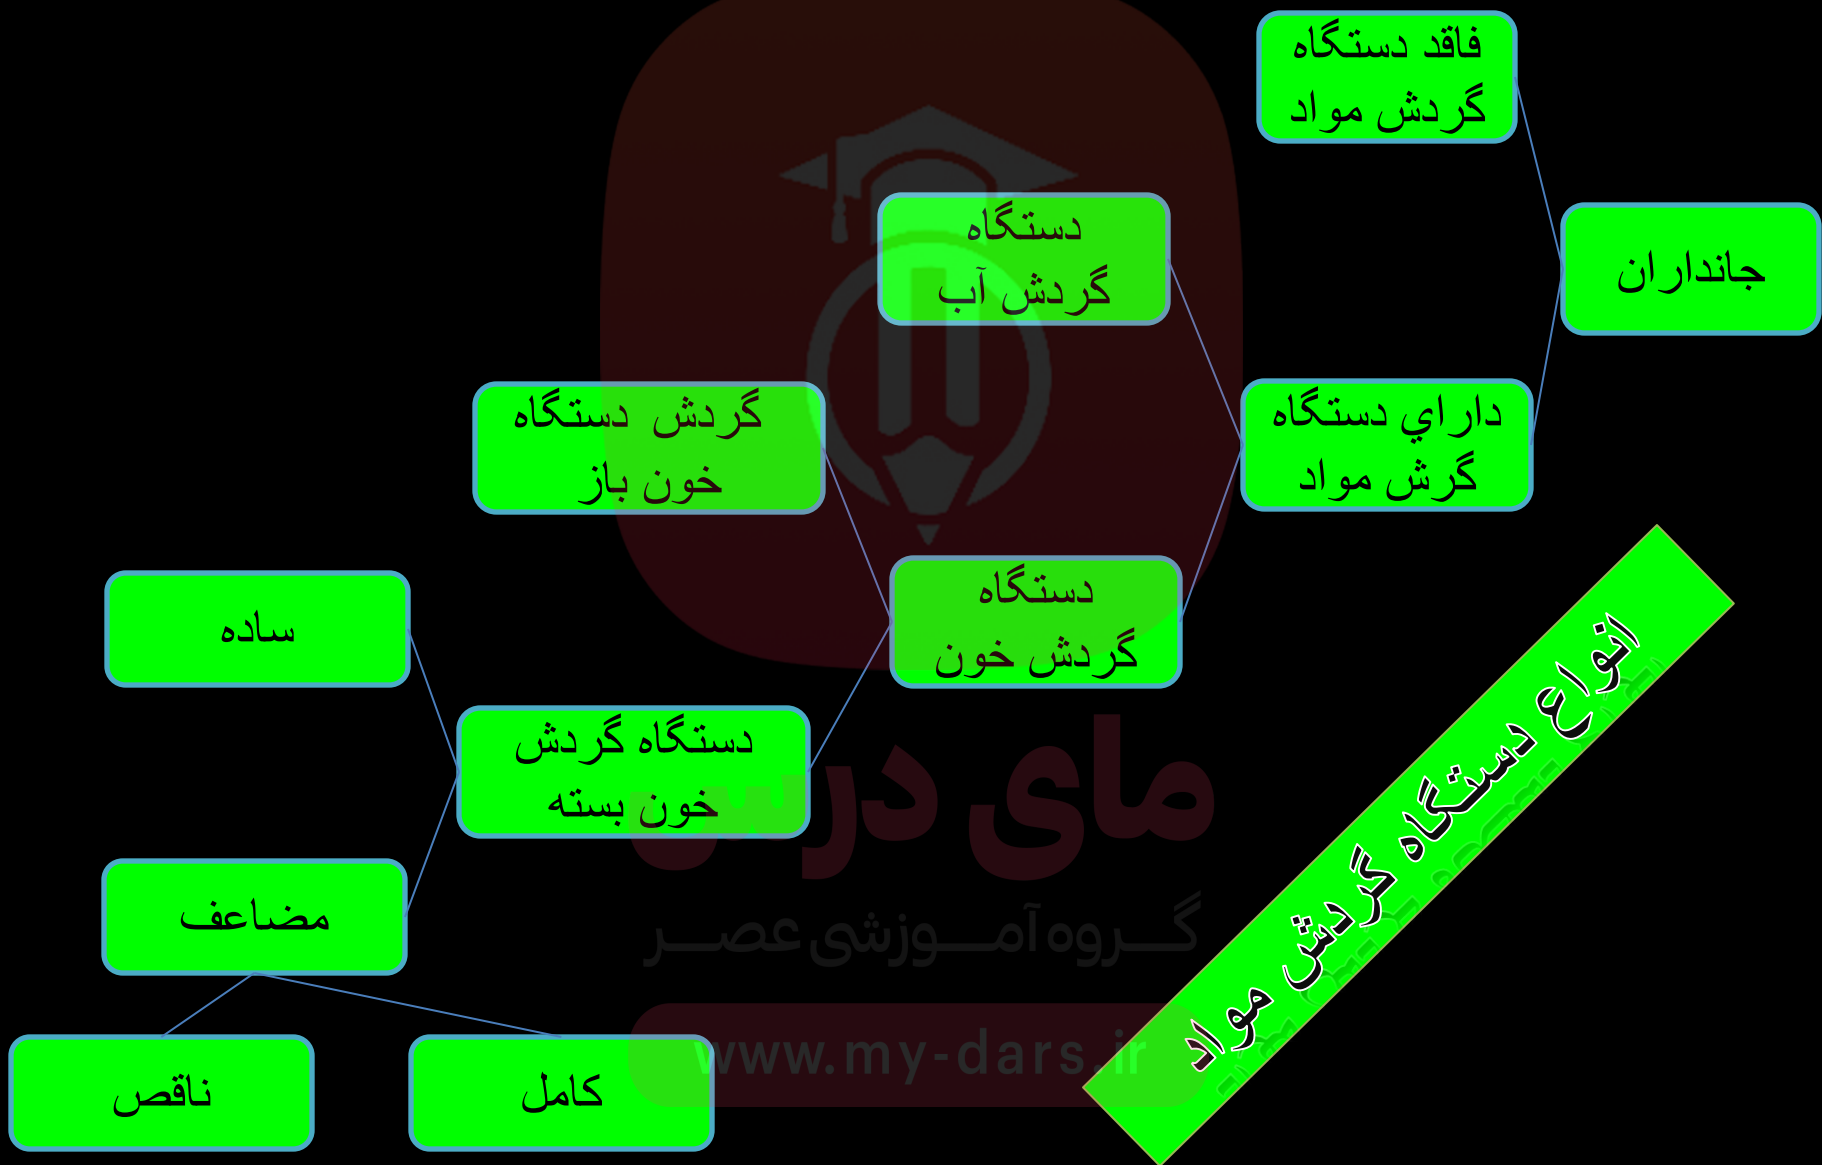 فاقد دستگاه
گردش مواد
جانداران
دستگاه
گردش آب
داراي دستگاه
گرش مواد
گردش  دستگاه
خون باز
دستگاه
گردش خون
ساده
دستگاه گردش
خون بسته
مضاعف
ناقص
کامل
انواع دستگاه گردش مواد
مای درس
گروه آموزشی عصر
www.my-dars.ir